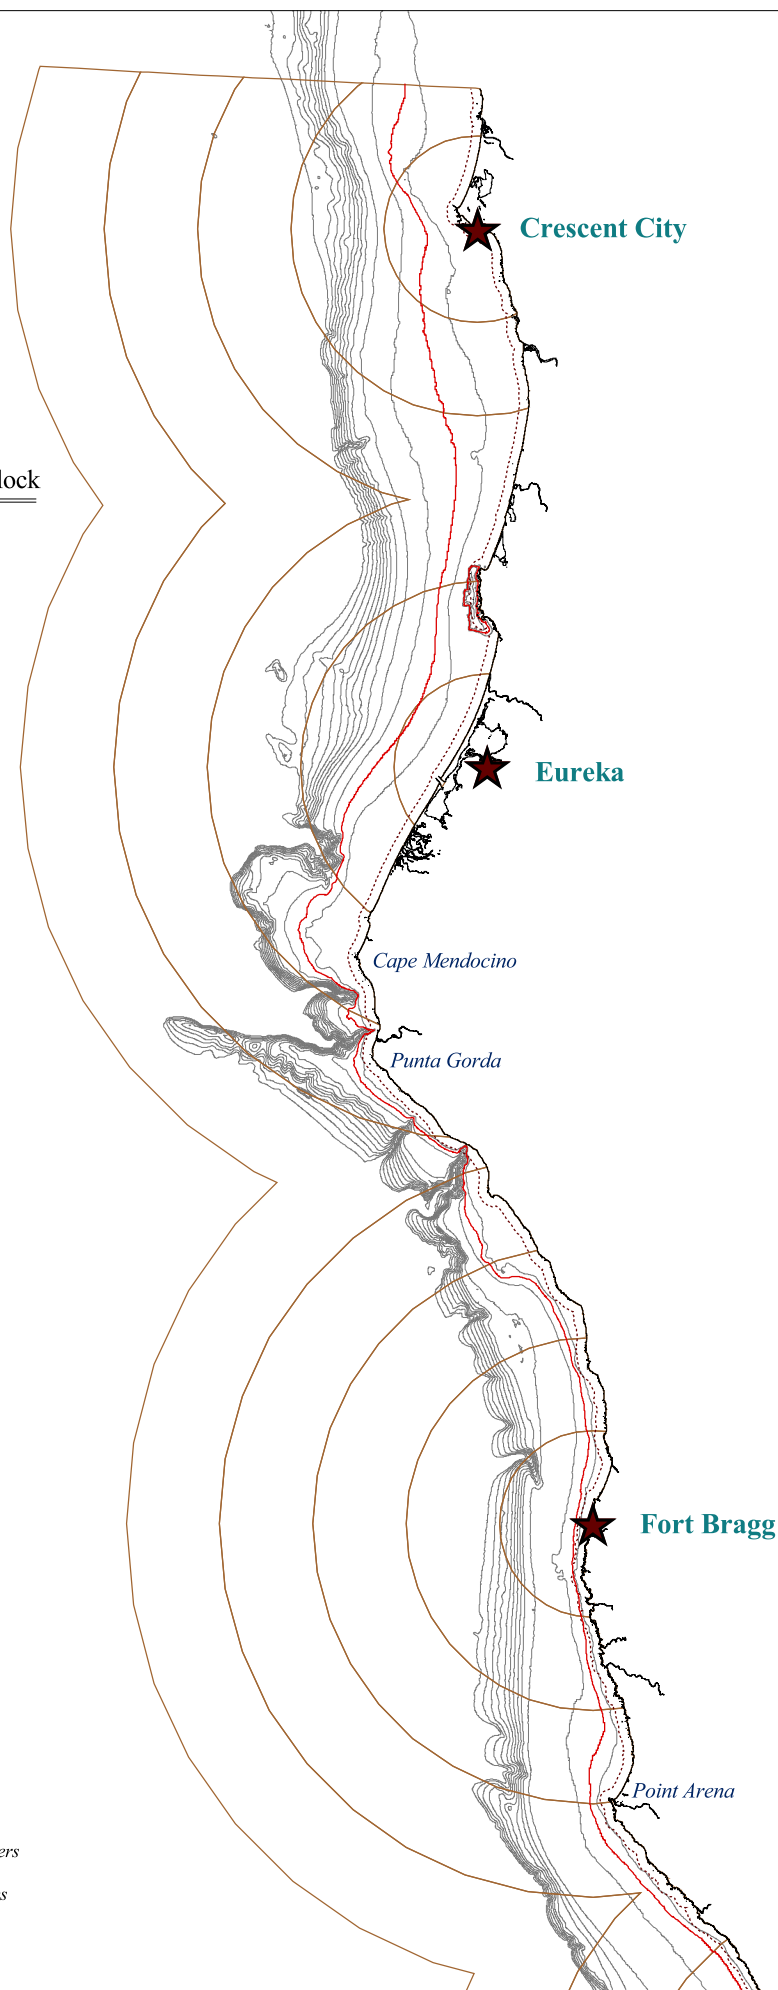 Crescent City
lock
Eureka
Cape Mendocino
Punta Gorda
Fort Bragg
Point Arena
ers
s